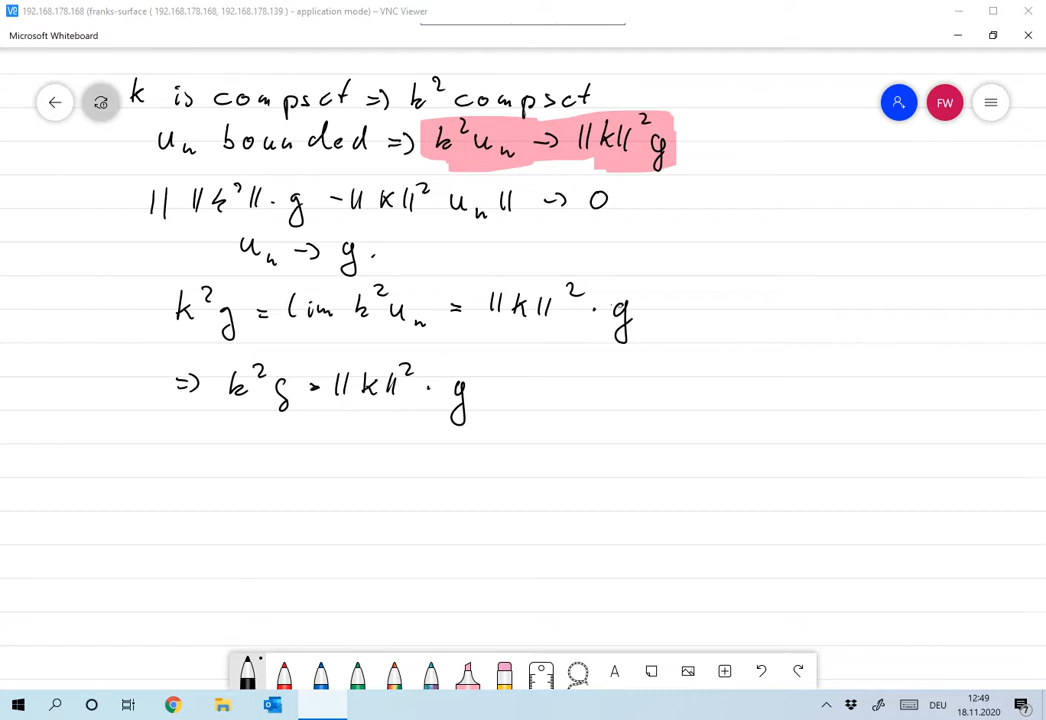 192.168.178.168 (franks-surface ( 192.168.178.168, 192.168.178.139 ) - application mode) – VNC Viewer
Microsoft Whiteboard
K is compact => k² compact
uₙ bounded => k²uₙ → ||k||²g
|| ||k²||·g - ||k||² uₙ || → 0
uₙ → g.
k²g = lim k²uₙ = ||k||²·g
=> k²g = ||k||²·g
FW
A
DEU
12:49
18.11.2020
7